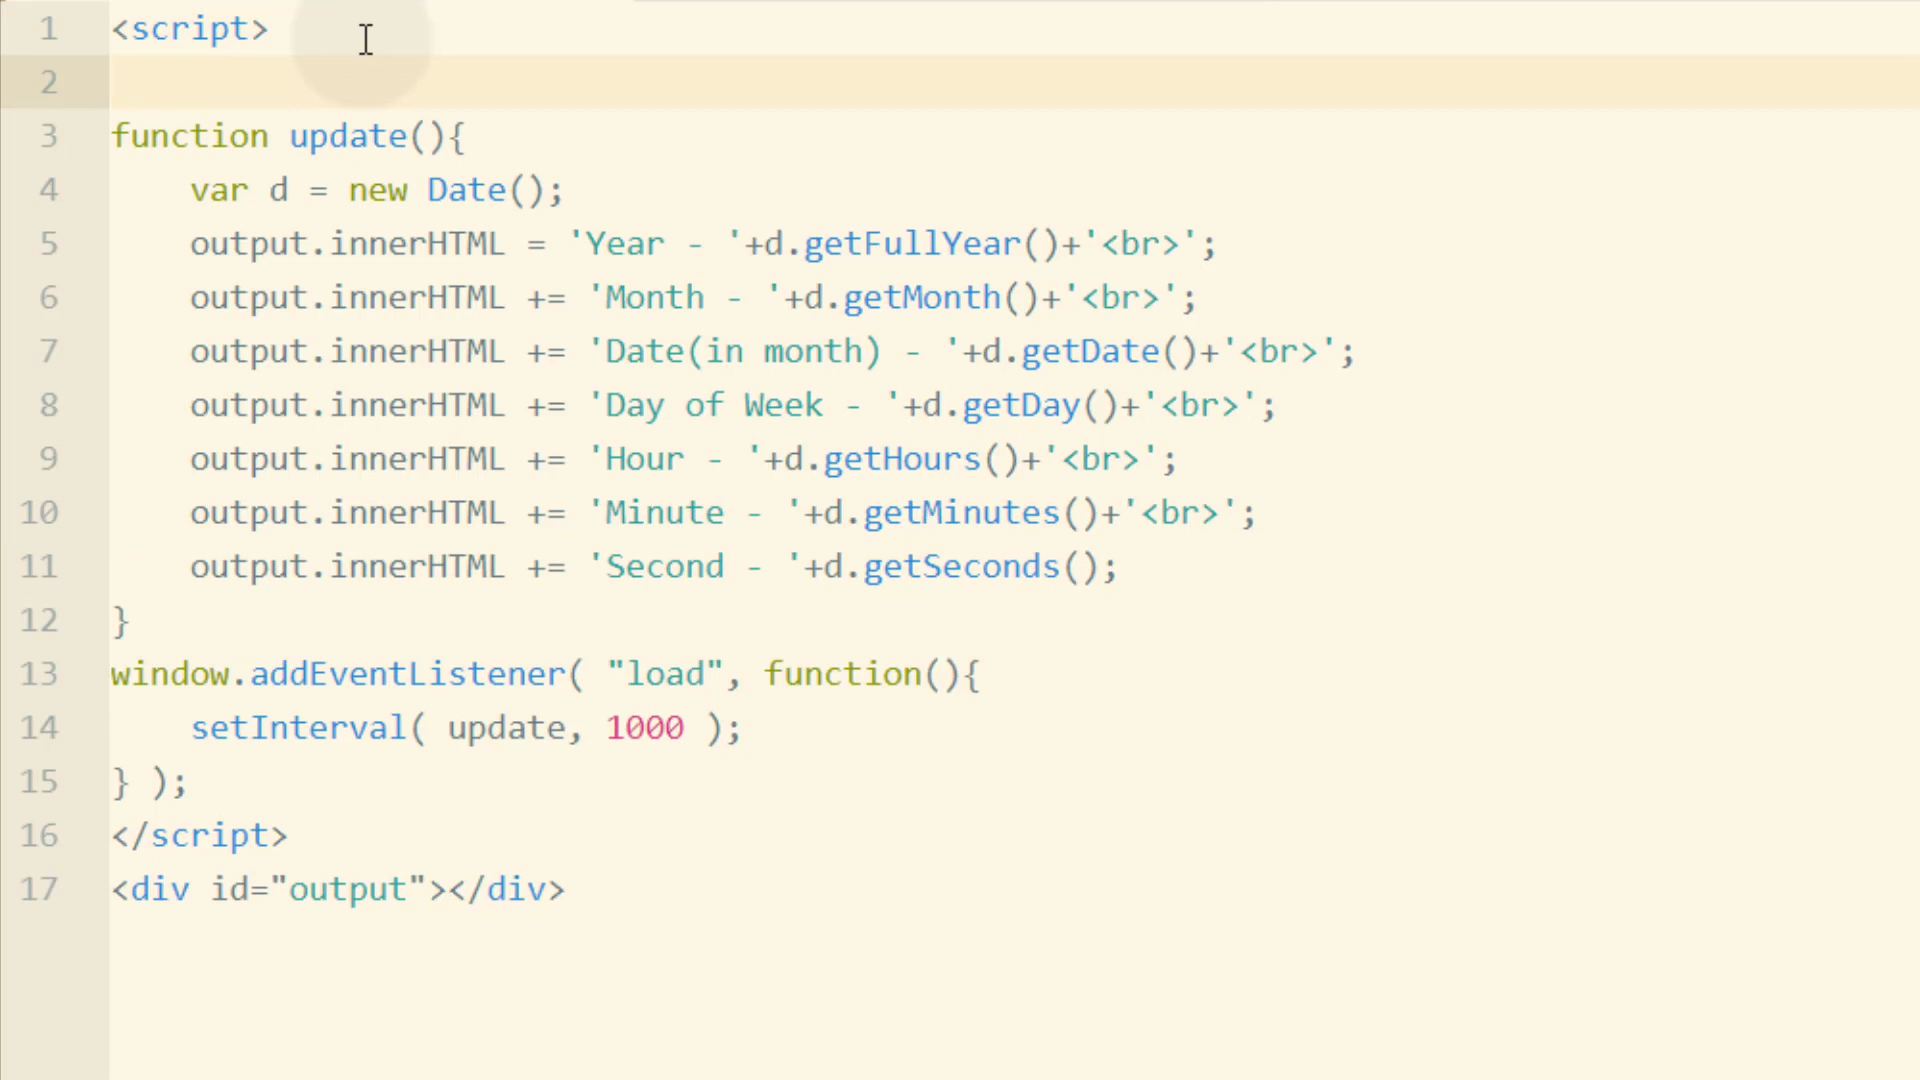 1 <script>
2
3 function update(){
4     var d = new Date();
5     output.innerHTML = 'Year - '+d.getFullYear()+'<br>';
6     output.innerHTML += 'Month - '+d.getMonth()+'<br>';
7     output.innerHTML += 'Date(in month) - '+d.getDate()+'<br>';
8     output.innerHTML += 'Day of Week - '+d.getDay()+'<br>';
9     output.innerHTML += 'Hour - '+d.getHours()+'<br>';
10     output.innerHTML += 'Minute - '+d.getMinutes()+'<br>';
11     output.innerHTML += 'Second - '+d.getSeconds();
12 }
13 window.addEventListener( "load", function(){
14     setInterval( update, 1000 );
15 } );
16 </script>
17 <div id="output"></div>